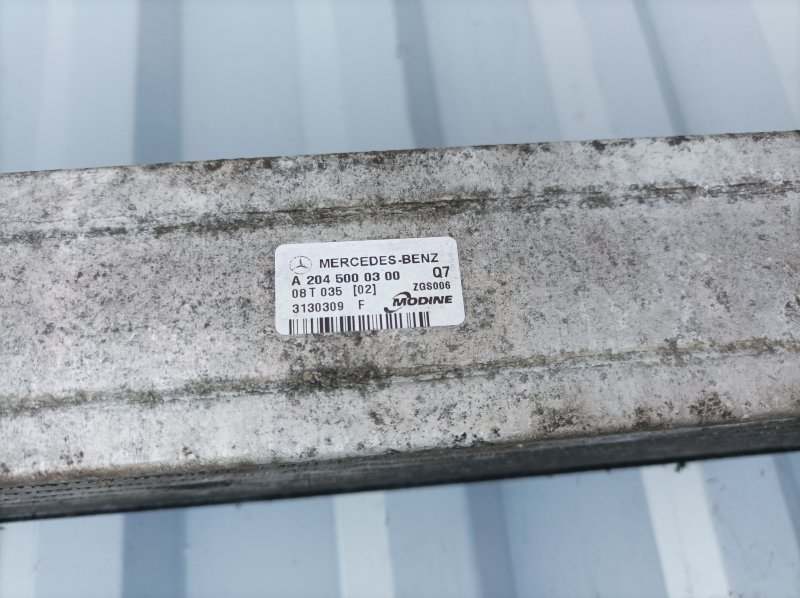 MERCEDES-BENZ
A 204 500 03 00 Q7
08 T 035 [02] ZGS006
3130309 F MODINE